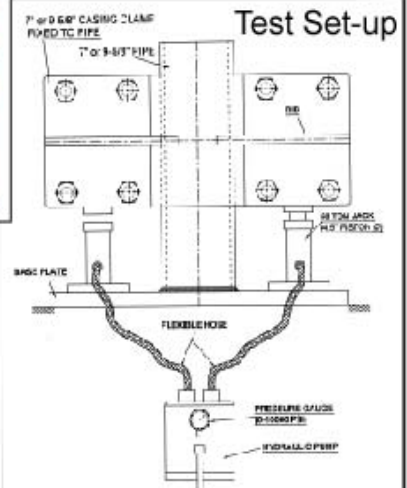 Test Set-up
7" or 9-5/8" CASING CLAMP
FIXED TO PIPE
7" or 9-5/8" PIPE
RIB
TON JACK
BASE PLATE
FLEXIBLE HOSE
PRESSURE GAUGE
HYDRAULIC PUMP